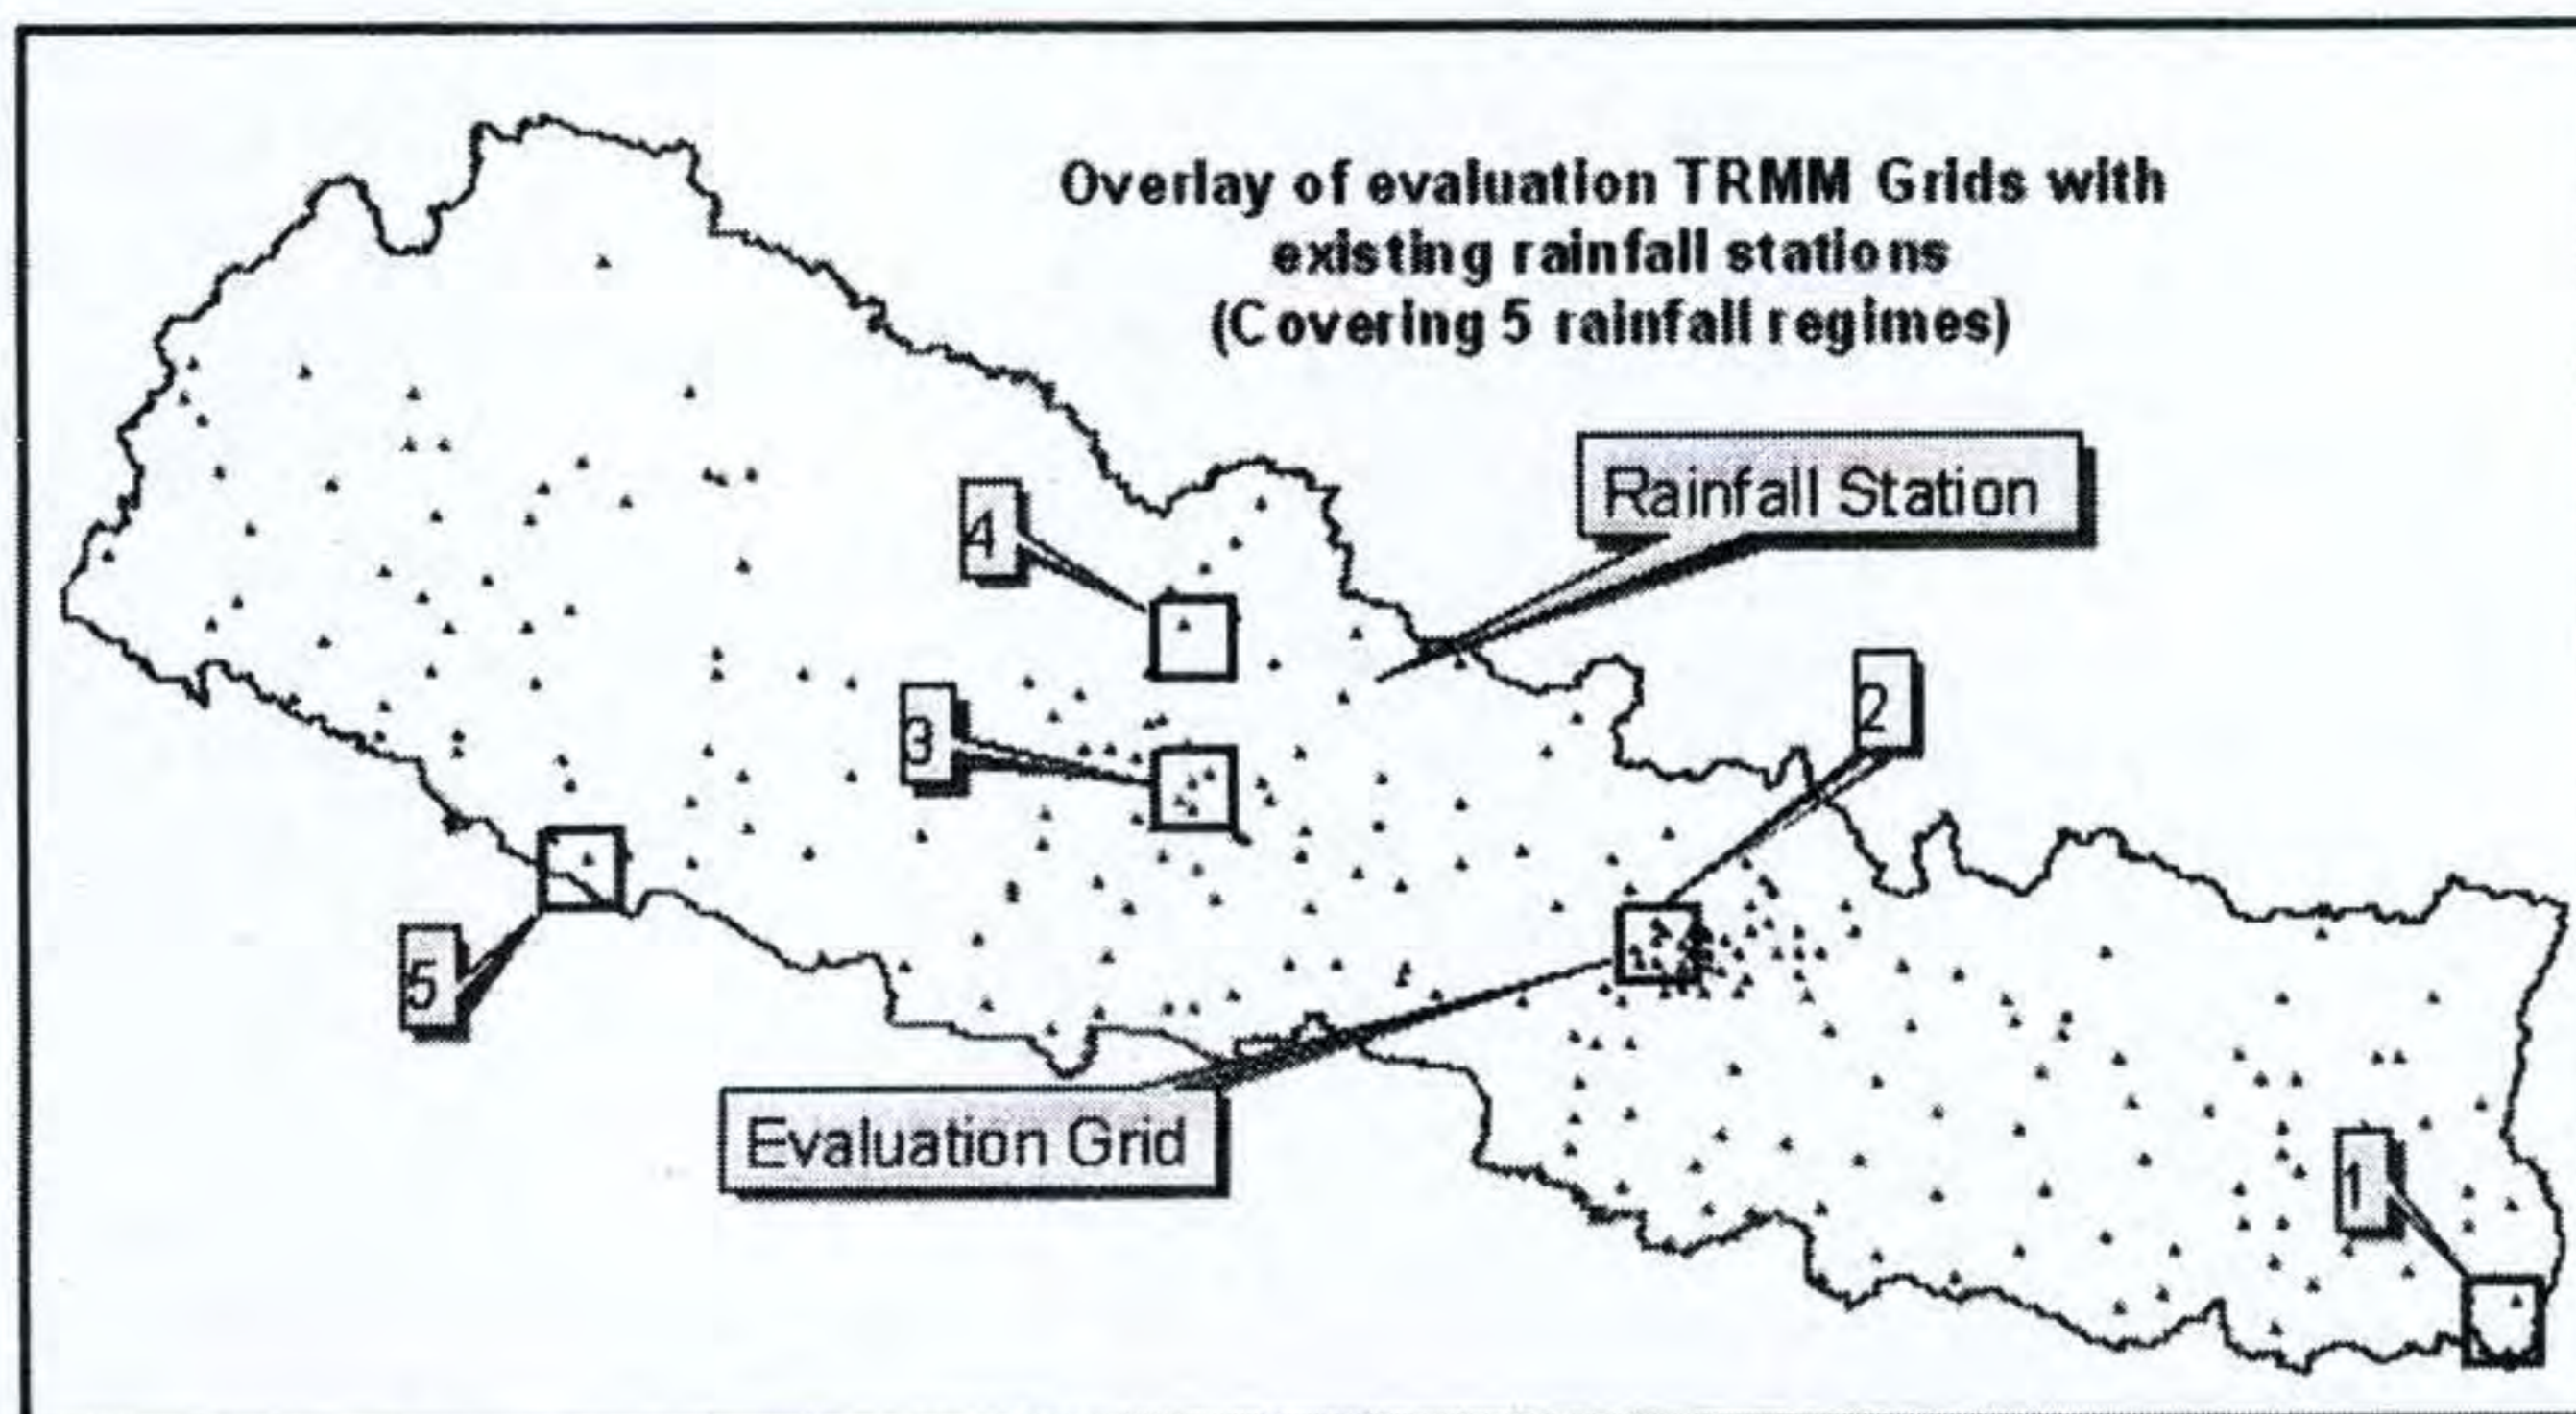 Overlay of evaluation TRMM Grids with
existing rainfall stations
(Covering 5 rainfall regimes)
Rainfall Station
4
2
3
5
Evaluation Grid
1